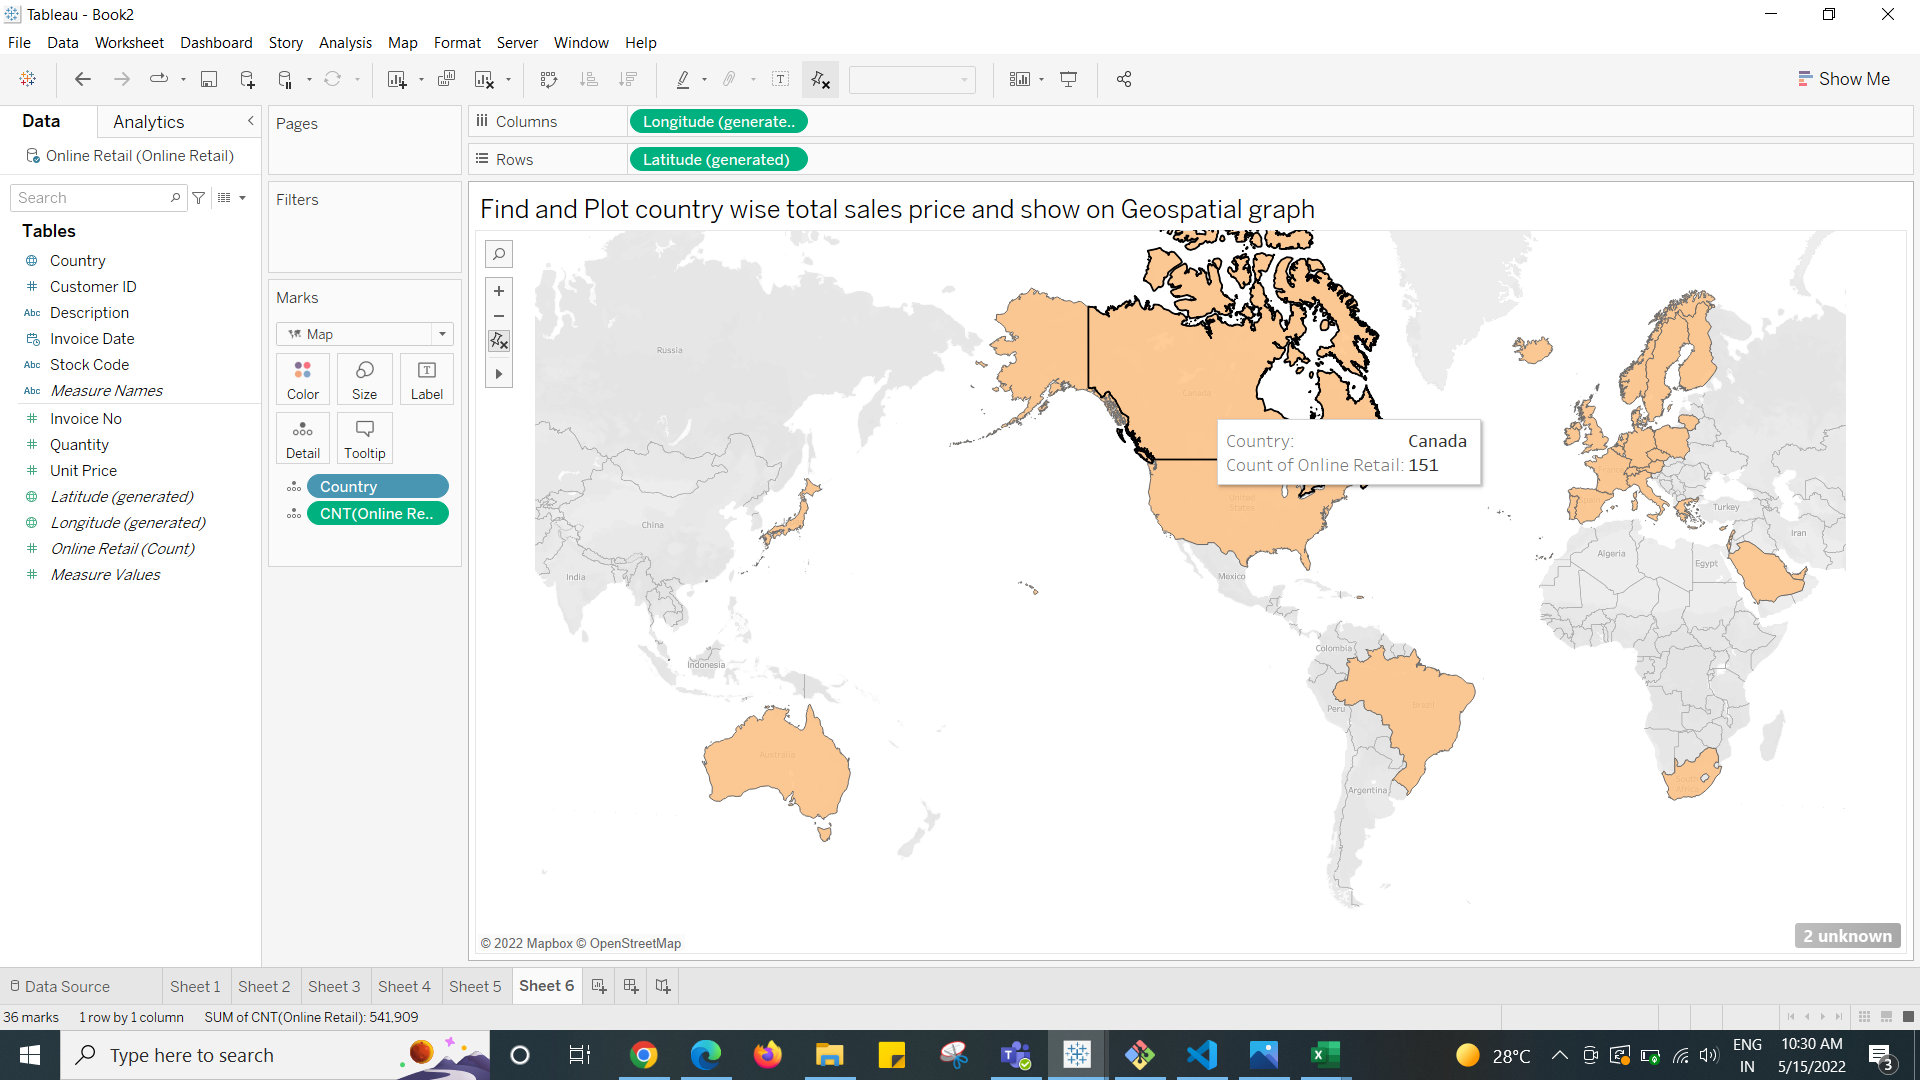 Tableau - Book2
File Data Worksheet Dashboard Story Analysis Map Format Server Window Help
Show Me
Data
Analytics
Online Retail (Online Retail)
Search
Tables
Country
Customer ID
Abc Description
Invoice Date
Abc Stock Code
Abc Measure Names
Invoice No
Quantity
Unit Price
Latitude (generated)
Longitude (generated)
Online Retail (Count)
Measure Values
Pages
Filters
Marks
Map
Color
Size
Label
Detail
Tooltip
Country
CNT(Online Re..
Columns
Longitude (generate..
Rows
Latitude (generated)
Find and Plot country wise total sales price and show on Geospatial graph
Russia
Canada
Country: Canada
Count of Online Retail: 151
United
States
China
Turkey
Iran
India
Mexico
Algeria
Egypt
Colombia
Indonesia
Peru
Brazil
Australia
Argentina
South
Africa
© 2022 Mapbox © OpenStreetMap
2 unknown
Data Source
Sheet 1
Sheet 2
Sheet 3
Sheet 4
Sheet 5
Sheet 6
36 marks
1 row by 1 column
SUM of CNT(Online Retail): 541,909
Type here to search
28°C
ENG
IN
10:30 AM
5/15/2022
3